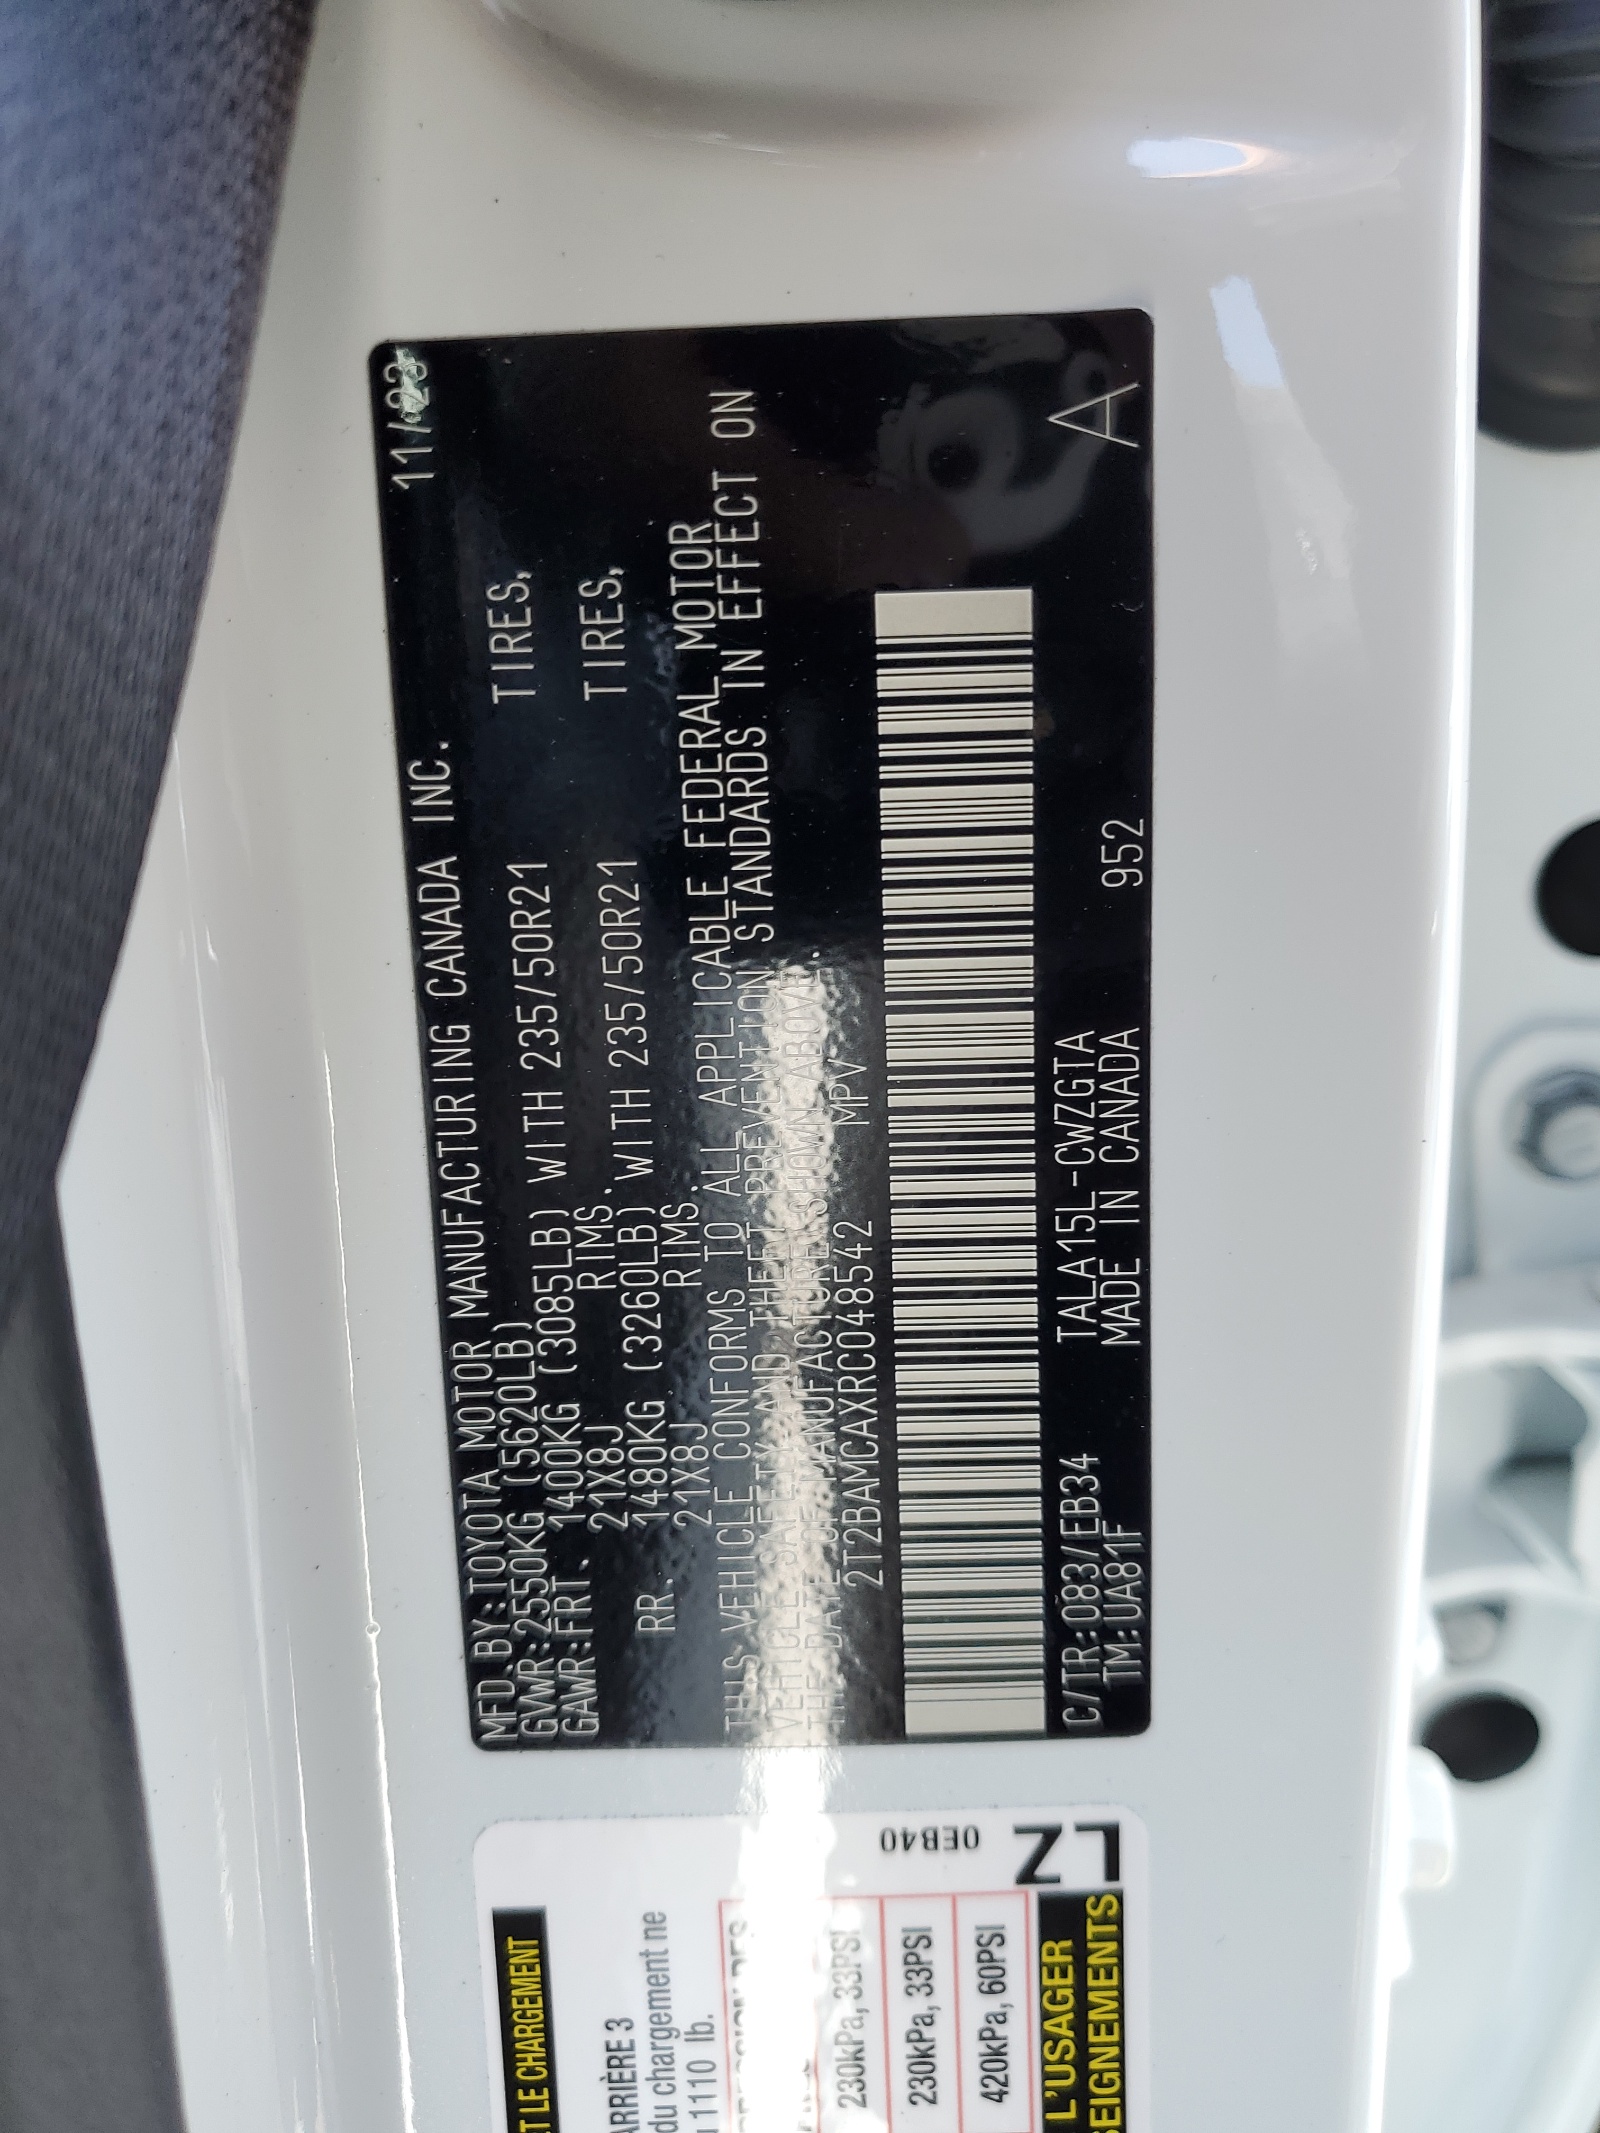 11/23
MFD.BY:TOYOTA MOTOR MANUFACTURING CANADA INC.
GVWR:2550KG (5620LB)
GAWR:FRT. 1400KG (3085LB) WITH 235/50R21 TIRES,
21X8J RIMS.
RR. 1480KG (3260LB) WITH 235/50R21 TIRES,
21X8J RIMS.
THIS VEHICLE CONFORMS TO ALL APPLICABLE FEDERAL MOTOR
VEHICLE SAFETY AND THEFT PREVENTION STANDARDS IN EFFECT ON
THE DATE OF MANUFACTURE SHOWN ABOVE.
2T2BAMCAXRC048542 MPV
C/TR:083/EB34 TALA15L-CWZGTA
TM:UA81F MADE IN CANADA 952
A
ET LE CHARGEMENT
ARRIÈRE 3
du chargement ne
1110 lb.
230kPa, 33PSI
230kPa, 33PSI
420kPa, 60PSI
L'USAGER
SEIGNEMENTS
0EB40
LZ